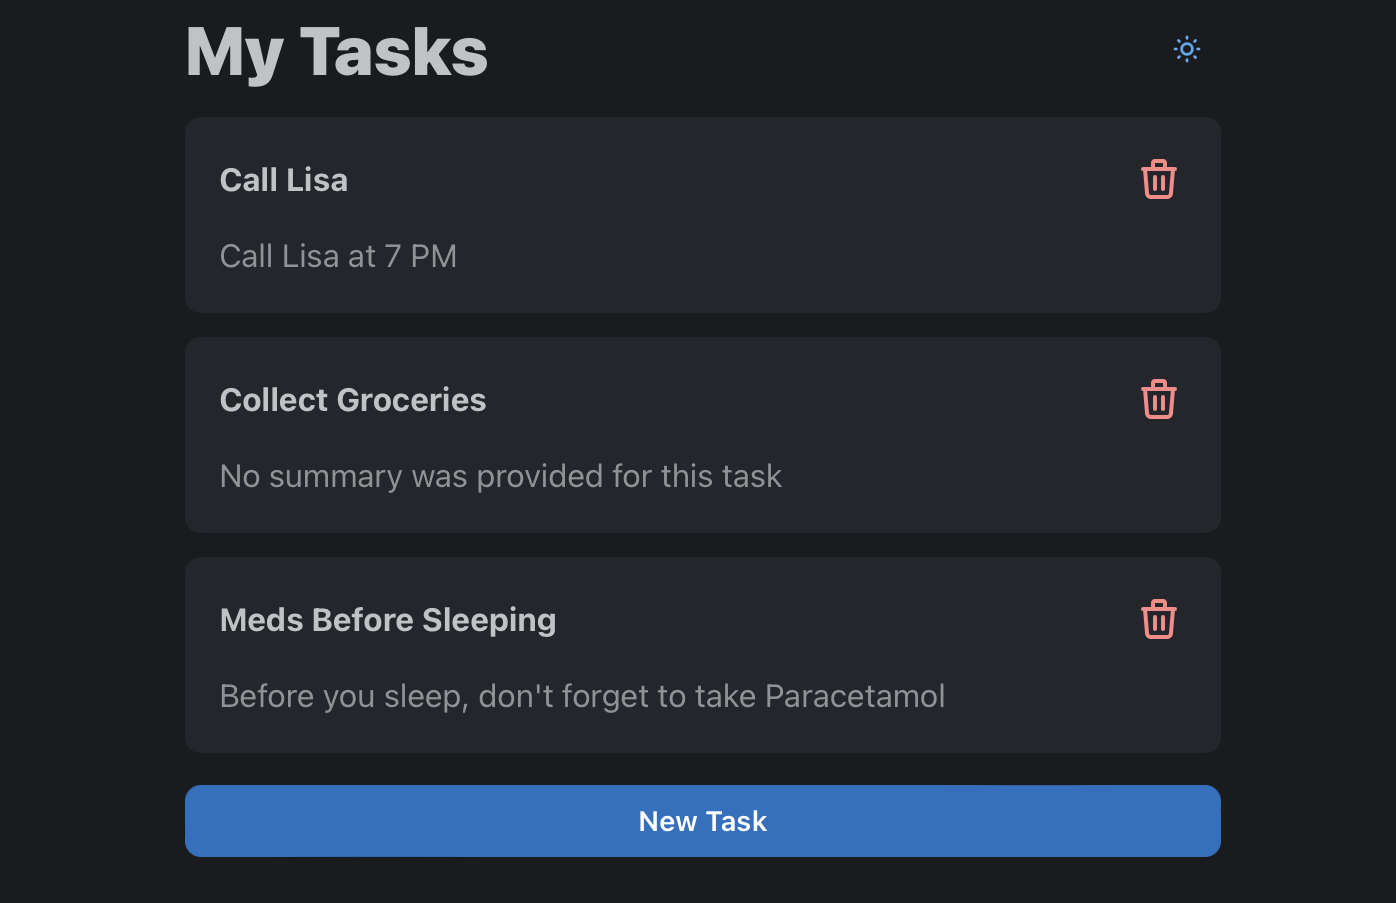 My Tasks
Call Lisa
Call Lisa at 7 PM
Collect Groceries
No summary was provided for this task
Meds Before Sleeping
Before you sleep, don't forget to take Paracetamol
New Task